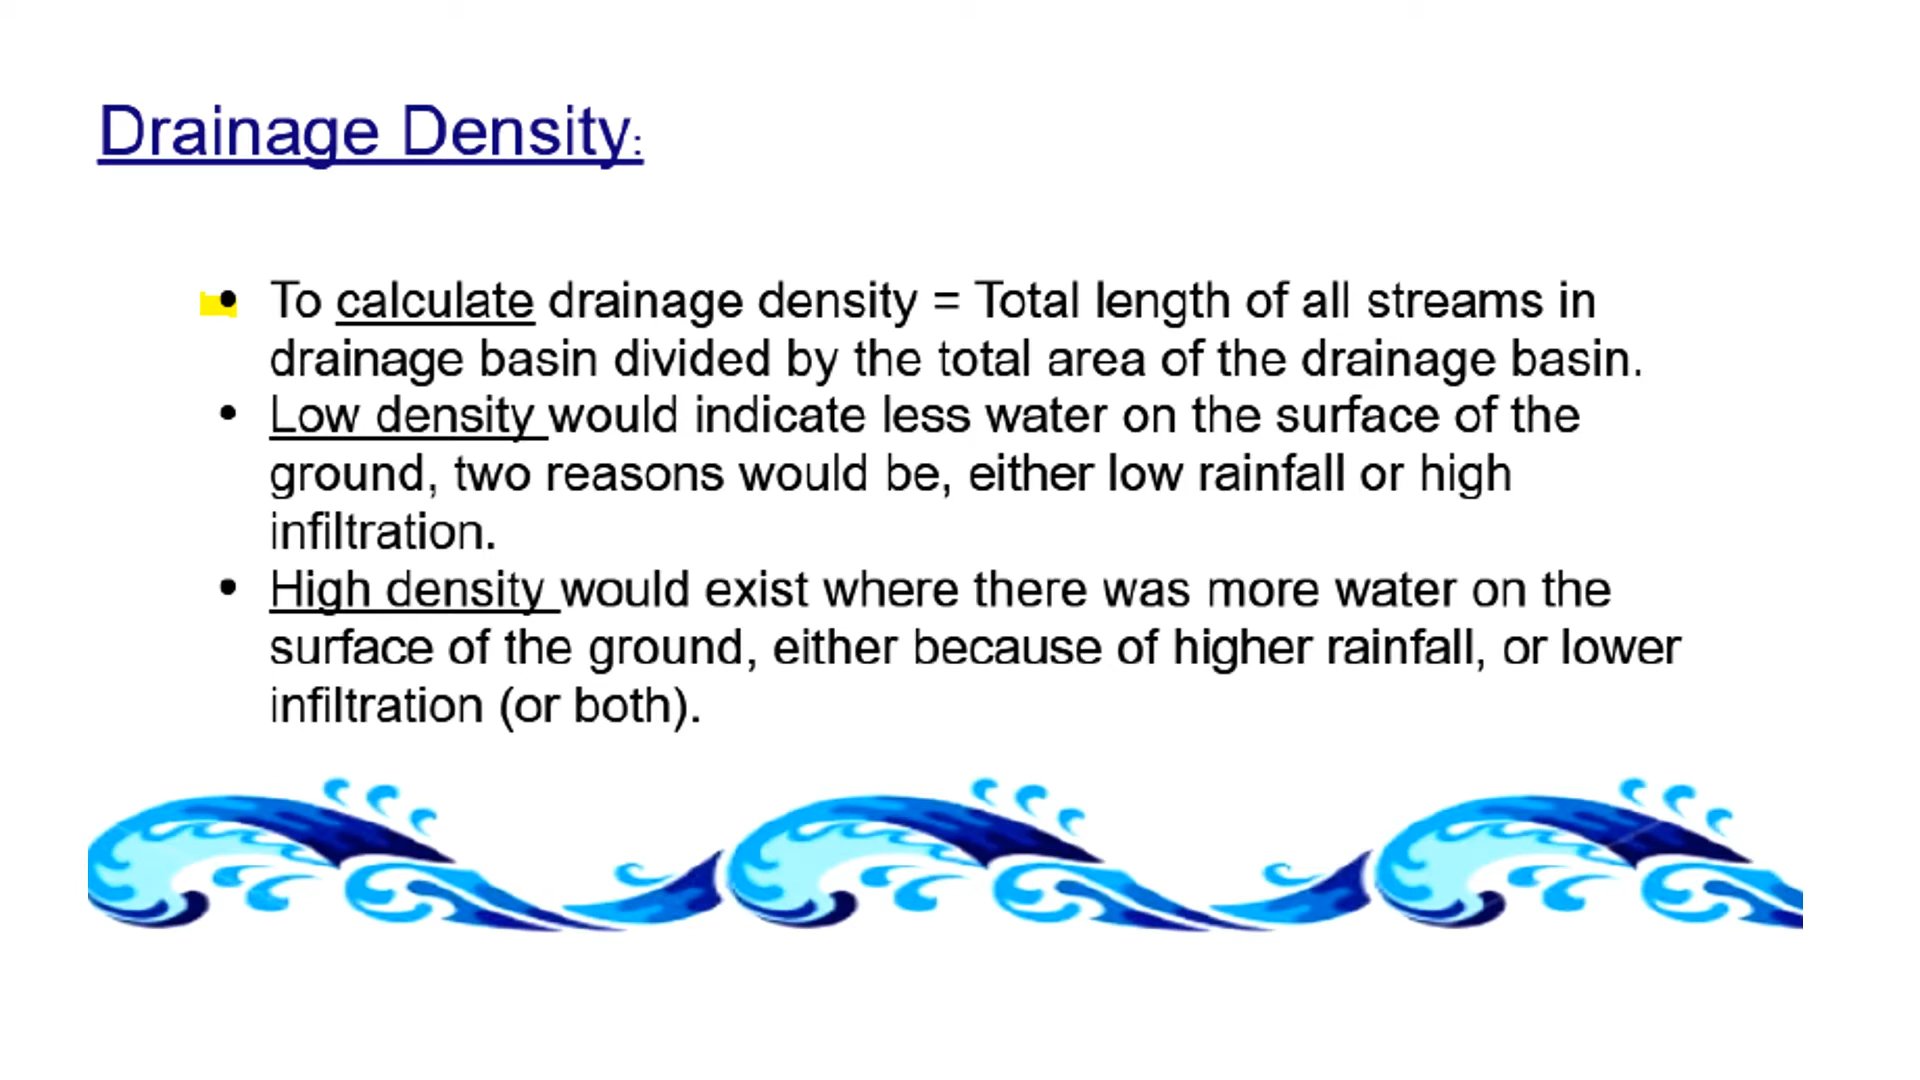 Drainage Density:
• To calculate drainage density = Total length of all streams in
drainage basin divided by the total area of the drainage basin.
• Low density would indicate less water on the surface of the
ground, two reasons would be, either low rainfall or high
infiltration.
• High density would exist where there was more water on the
surface of the ground, either because of higher rainfall, or lower
infiltration (or both).